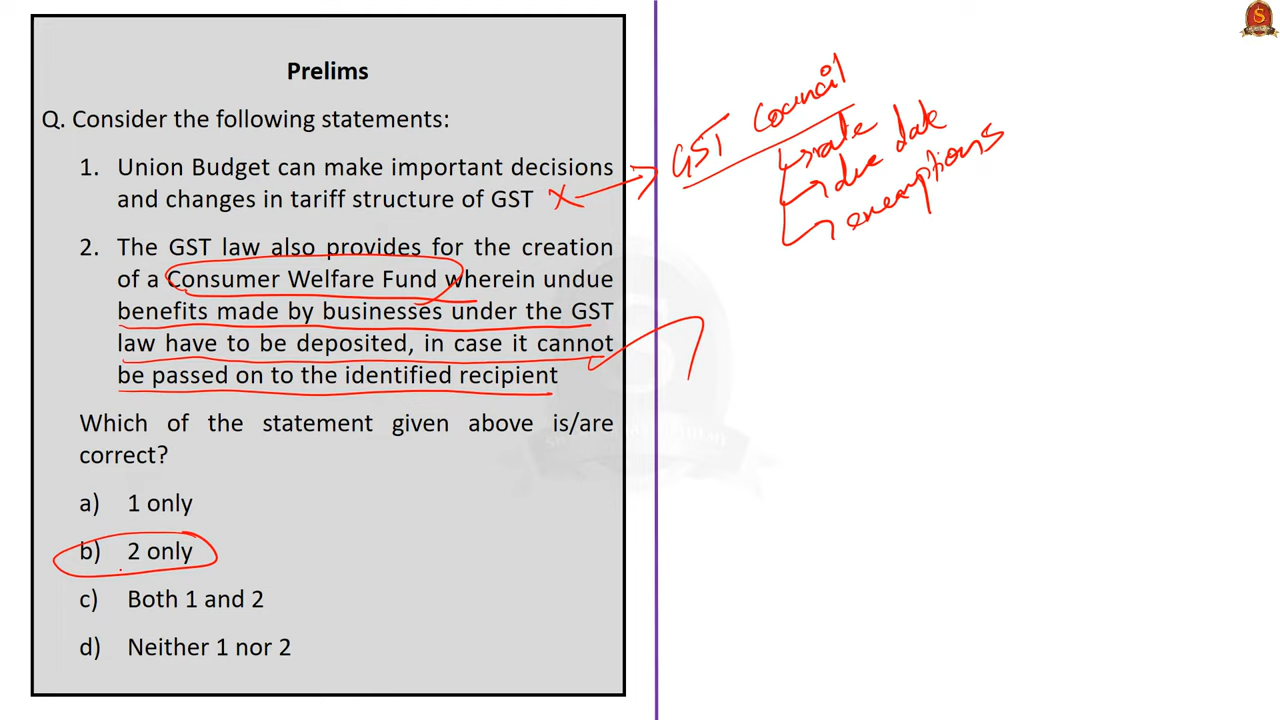 Prelims
Q. Consider the following statements:
1. Union Budget can make important decisions
and changes in tariff structure of GST
2. The GST law also provides for the creation
of a Consumer Welfare Fund wherein undue
benefits made by businesses under the GST
law have to be deposited, in case it cannot
be passed on to the identified recipient
Which of the statement given above is/are
correct?
a) 1 only
b) 2 only
c) Both 1 and 2
d) Neither 1 nor 2
GST Council
rate
due date
exemptions